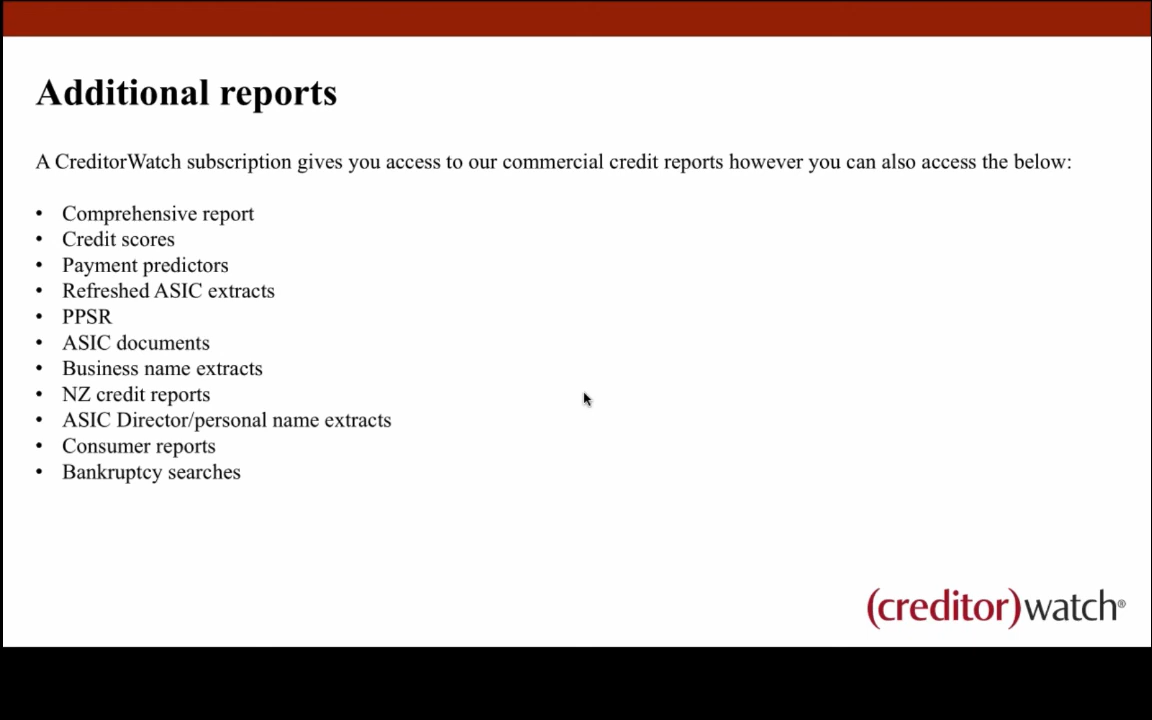 Additional reports
A CreditorWatch subscription gives you access to our commercial credit reports however you can also access the below:
• Comprehensive report
• Credit scores
• Payment predictors
• Refreshed ASIC extracts
• PPSR
• ASIC documents
• Business name extracts
• NZ credit reports
• ASIC Director/personal name extracts
• Consumer reports
• Bankruptcy searches
(creditor)watch®